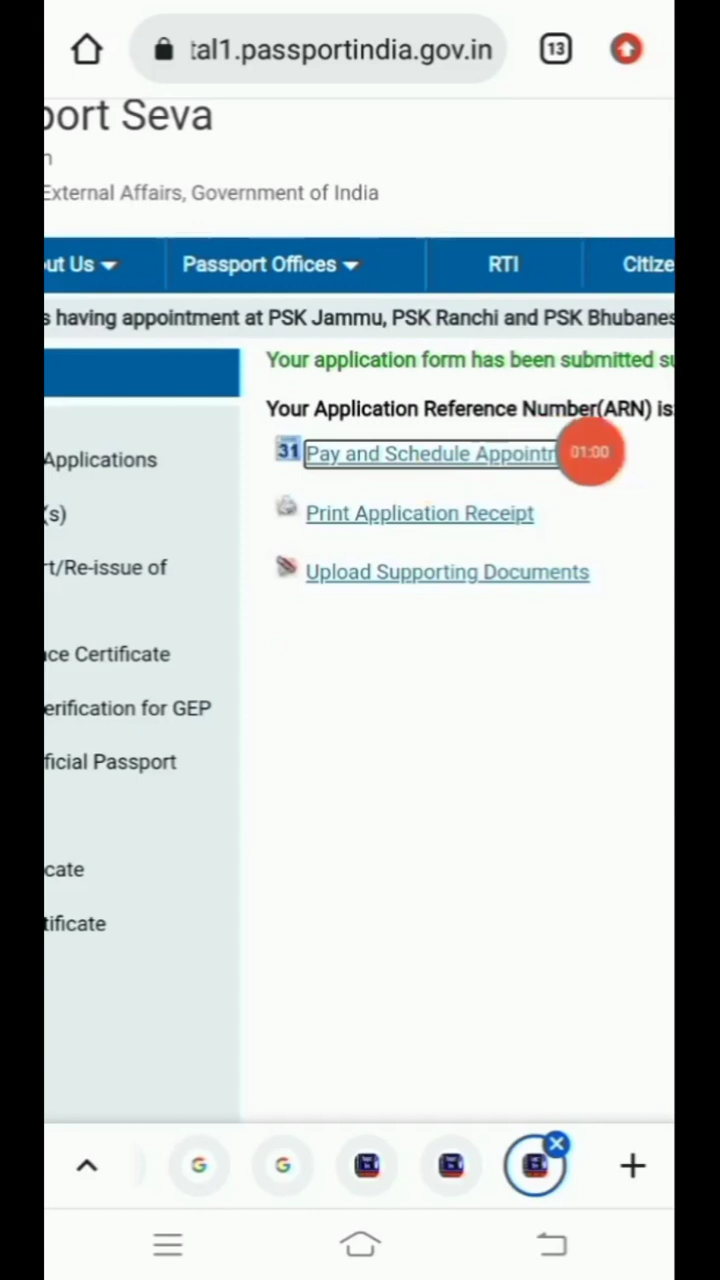 tal1.passportindia.gov.in
13
port Seva
n
External Affairs, Government of India
ut Us
Passport Offices
RTI
Citize
s having appointment at PSK Jammu, PSK Ranchi and PSK Bhubanes
Your application form has been submitted su
Your Application Reference Number(ARN) is:
31
Pay and Schedule Appointm
01:00
Applications
Print Application Receipt
(s)
rt/Re-issue of
Upload Supporting Documents
ce Certificate
erification for GEP
ficial Passport
cate
tificate